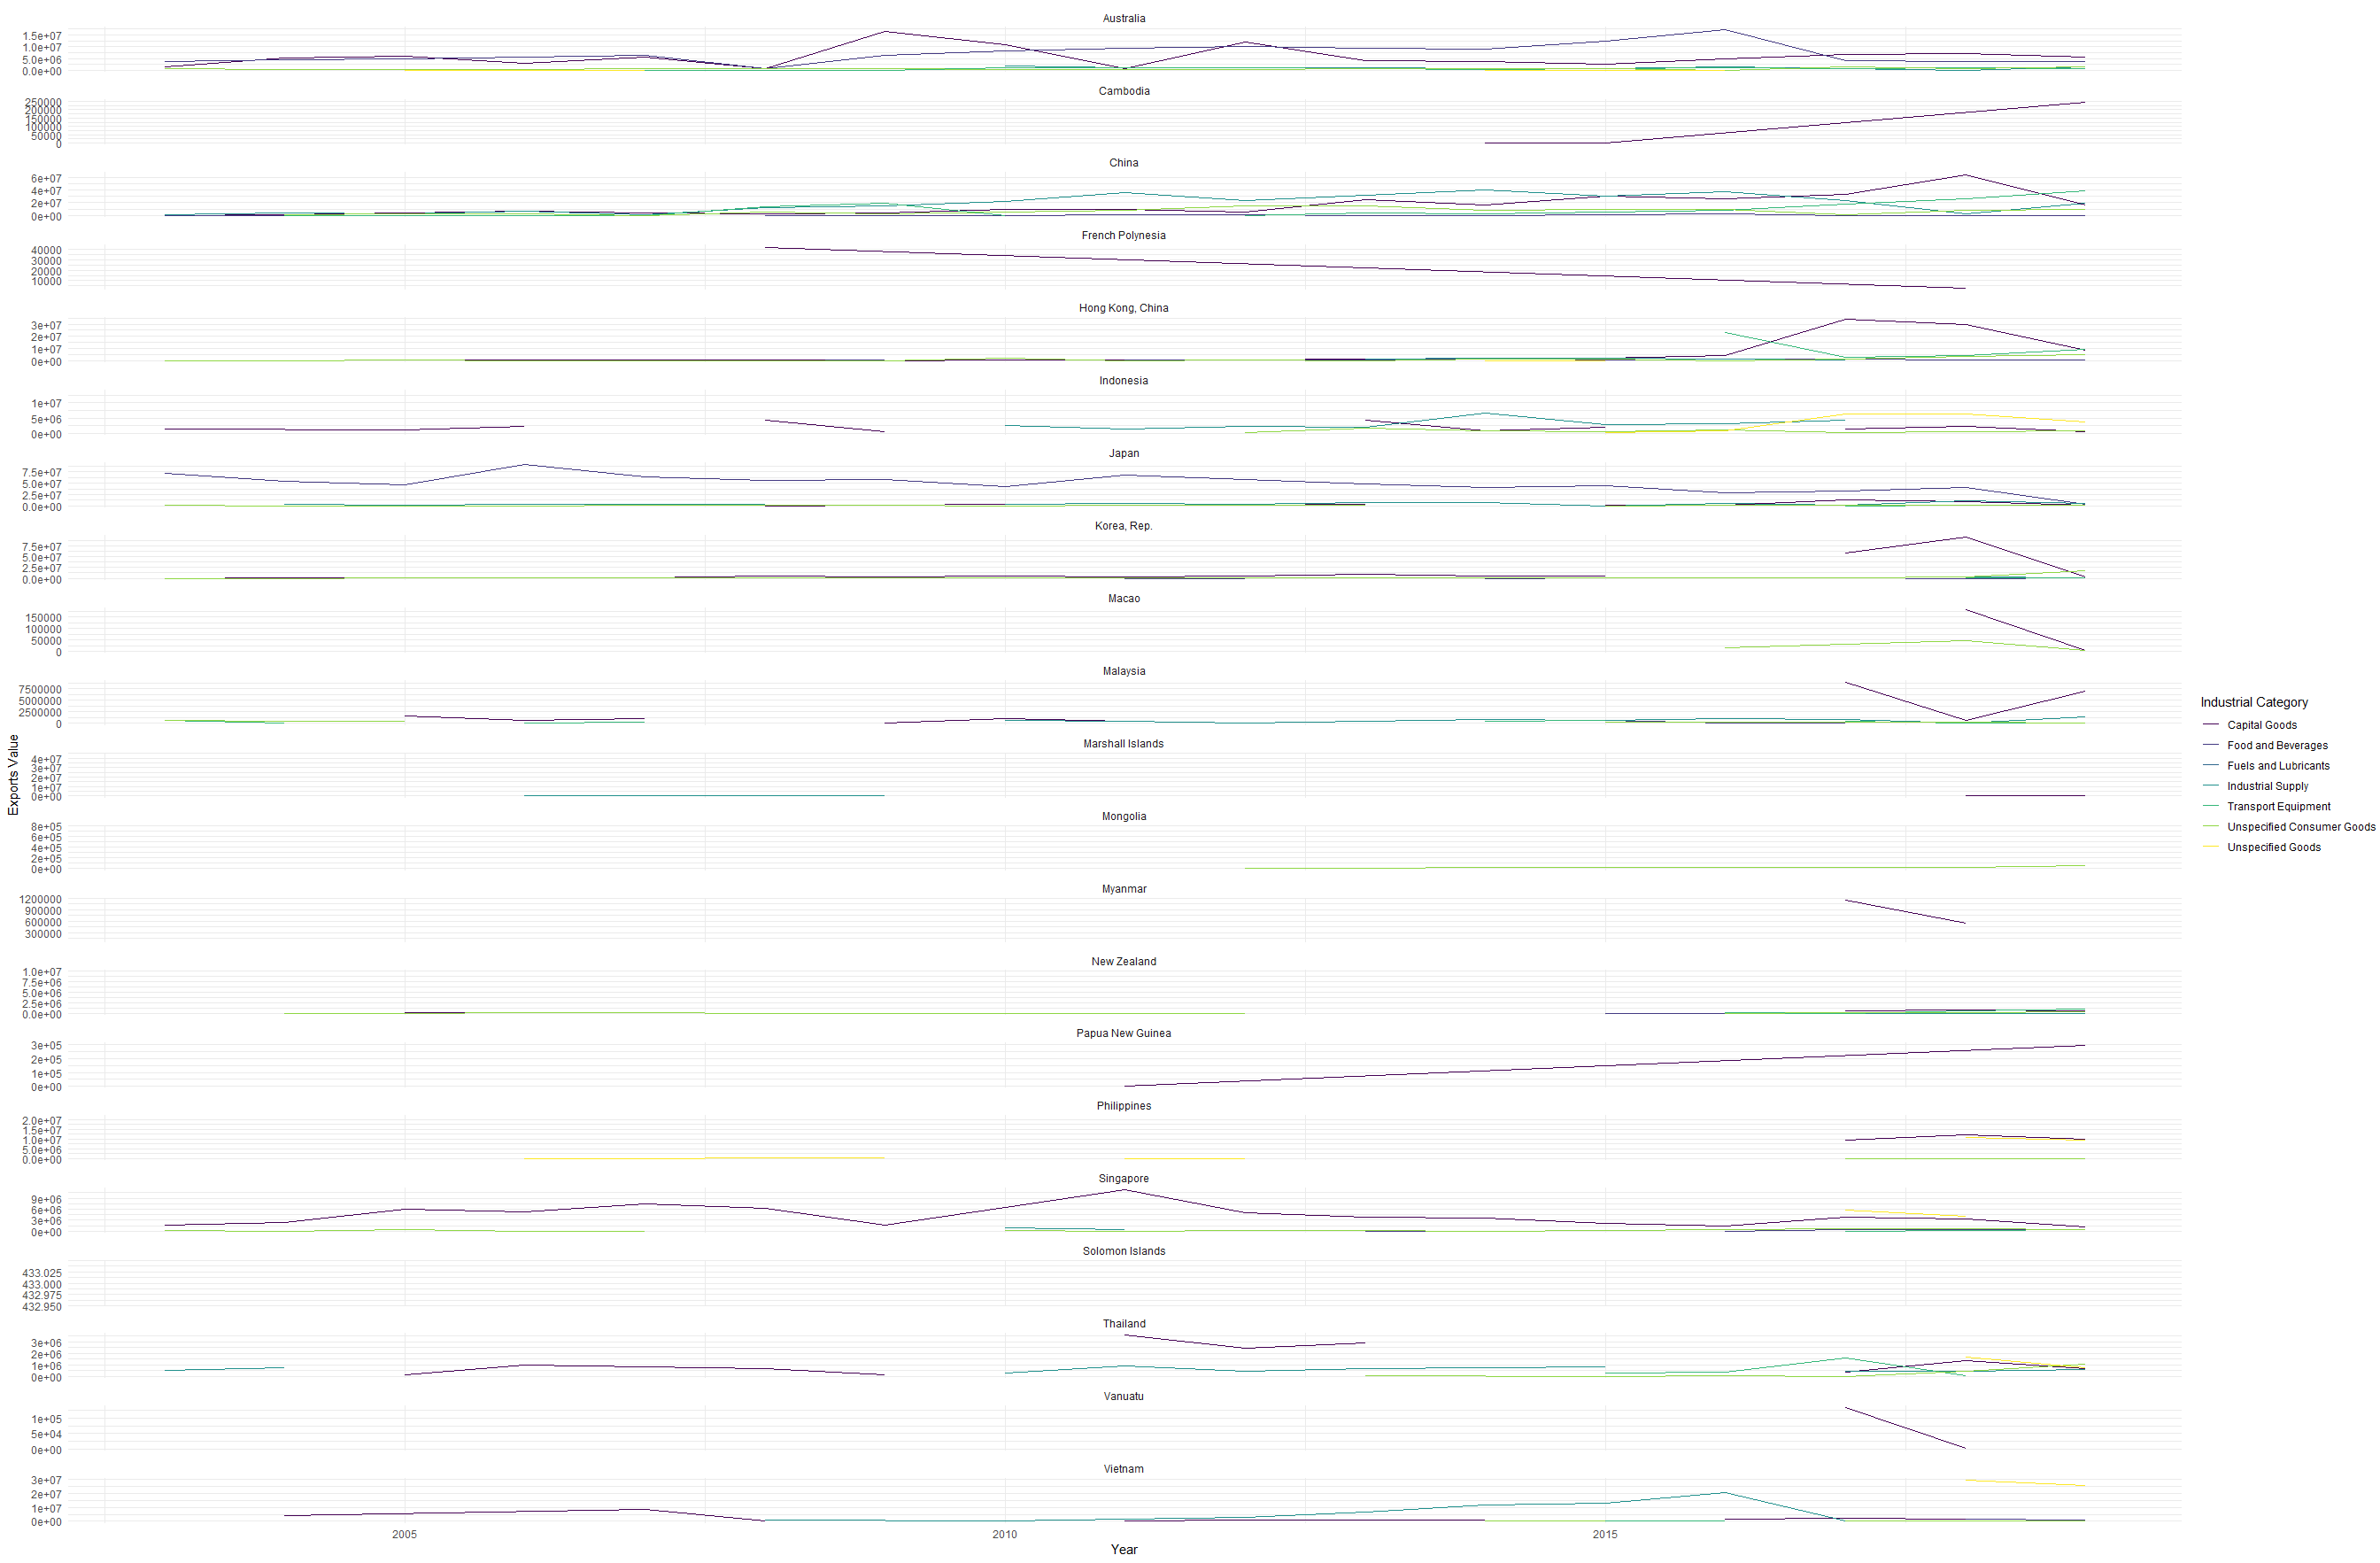 Australia
1.5e+07
1.0e+07
5.0e+06
0.0e+00
Cambodia
250000
200000
150000
100000
50000
0
China
6e+07
4e+07
2e+07
0e+00
French Polynesia
40000
30000
20000
10000
Hong Kong, China
3e+07
2e+07
1e+07
0e+00
Indonesia
1e+07
5e+06
0e+00
Japan
7.5e+07
5.0e+07
2.5e+07
0.0e+00
Korea, Rep.
7.5e+07
5.0e+07
2.5e+07
0.0e+00
Macao
150000
100000
50000
0
Malaysia
7500000
5000000
2500000
0
Marshall Islands
4e+07
3e+07
2e+07
1e+07
0e+00
Mongolia
8e+05
6e+05
4e+05
2e+05
0e+00
Myanmar
1200000
900000
600000
300000
New Zealand
1.0e+07
7.5e+06
5.0e+06
2.5e+06
0.0e+00
Papua New Guinea
3e+05
2e+05
1e+05
0e+00
Philippines
2.0e+07
1.5e+07
1.0e+07
5.0e+06
0.0e+00
Singapore
9e+06
6e+06
3e+06
0e+00
Solomon Islands
433.025
433.000
432.975
432.950
Thailand
3e+06
2e+06
1e+06
0e+00
Vanuatu
1e+05
5e+04
0e+00
Vietnam
3e+07
2e+07
1e+07
0e+00
2005
2010
2015
Year
Exports Value
Industrial Category
Capital Goods
Food and Beverages
Fuels and Lubricants
Industrial Supply
Transport Equipment
Unspecified Consumer Goods
Unspecified Goods